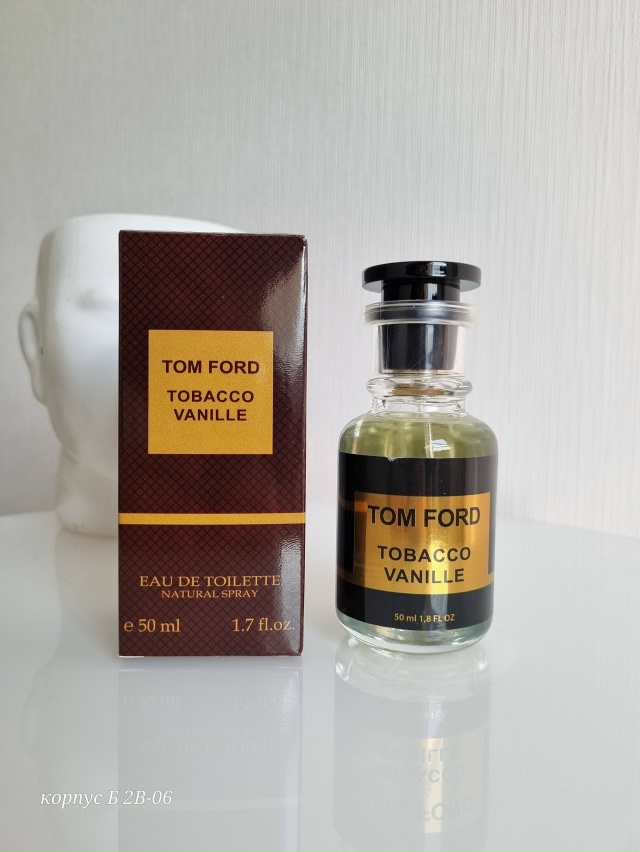 TOM FORD
TOBACCO
VANILLE
EAU DE TOILETTE
NATURAL SPRAY
e 50 ml 1.7 fl.oz.
TOM FORD
TOBACCO
VANILLE
50 ml 1,8 FL OZ
корпус Б 2В-06